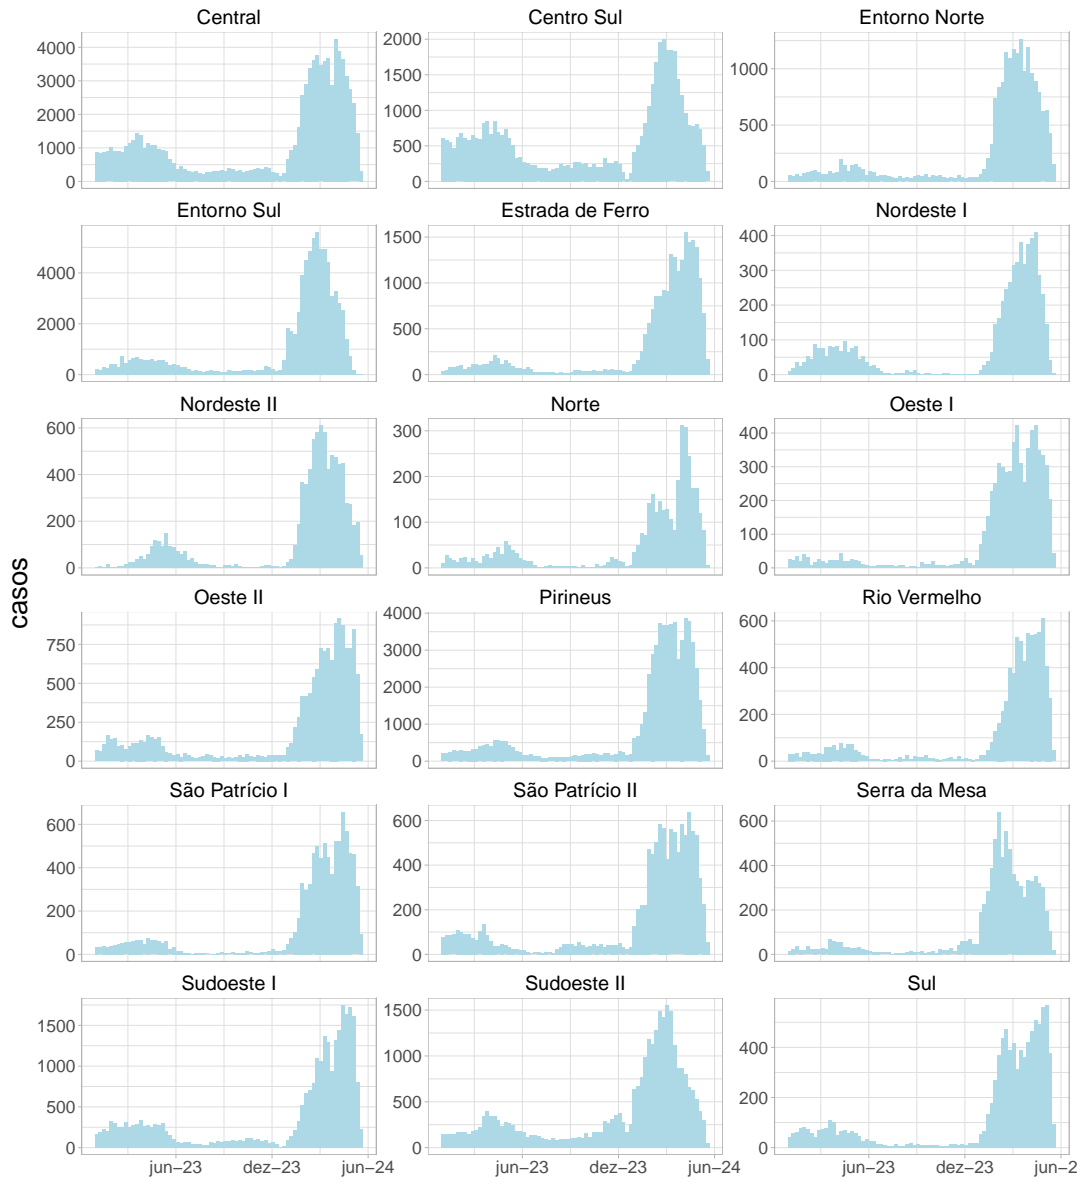 Central Centro Sul Entorno Norte
4000 2000
3000 1500 1000
2000 1000
500
1000 500
0 0 0
Entorno Sul Estrada de Ferro Nordeste I
1500 400
4000 1000 300
200
2000 500
100
0 0 0
Nordeste II Norte Oeste I
600 300 400
400 200 300
200
200 100
100
0 0 0
casos
Oeste II Pirineus Rio Vermelho
4000 600
750 3000
400
500 2000
250 1000 200
0 0 0
São Patrício I São Patrício II Serra da Mesa
600 600 600
400 400 400
200 200 200
0 0 0
Sudoeste I Sudoeste II Sul
1500 1500
400
1000 1000
200
500 500
0 0 0
jun−23 dez−23 jun−24 jun−23 dez−23 jun−24 jun−23 dez−23 jun−2